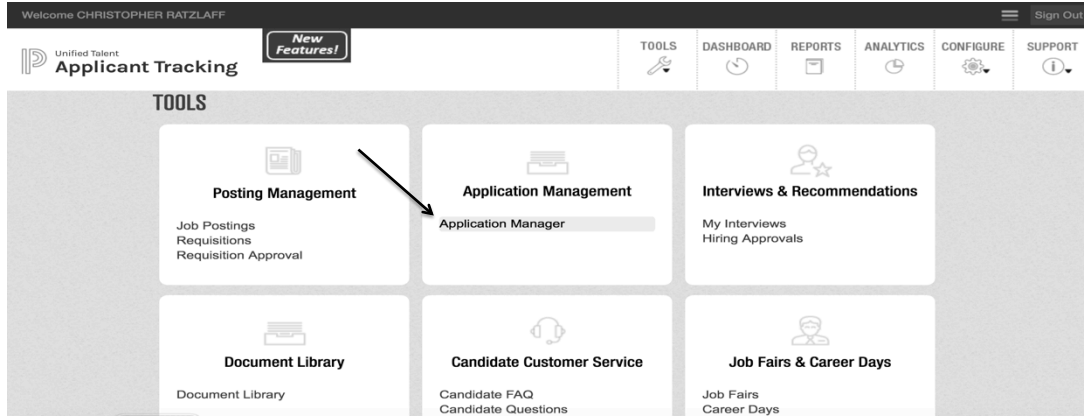 Welcome CHRISTOPHER RATZLAFF
Sign Out
Unified Talent
Applicant Tracking
New
Features!
TOOLS
DASHBOARD
REPORTS
ANALYTICS
CONFIGURE
SUPPORT
TOOLS
Posting Management
Job Postings
Requisitions
Requisition Approval
Application Management
Application Manager
Interviews & Recommendations
My Interviews
Hiring Approvals
Document Library
Document Library
Candidate Customer Service
Candidate FAQ
Candidate Questions
Job Fairs & Career Days
Job Fairs
Career Days